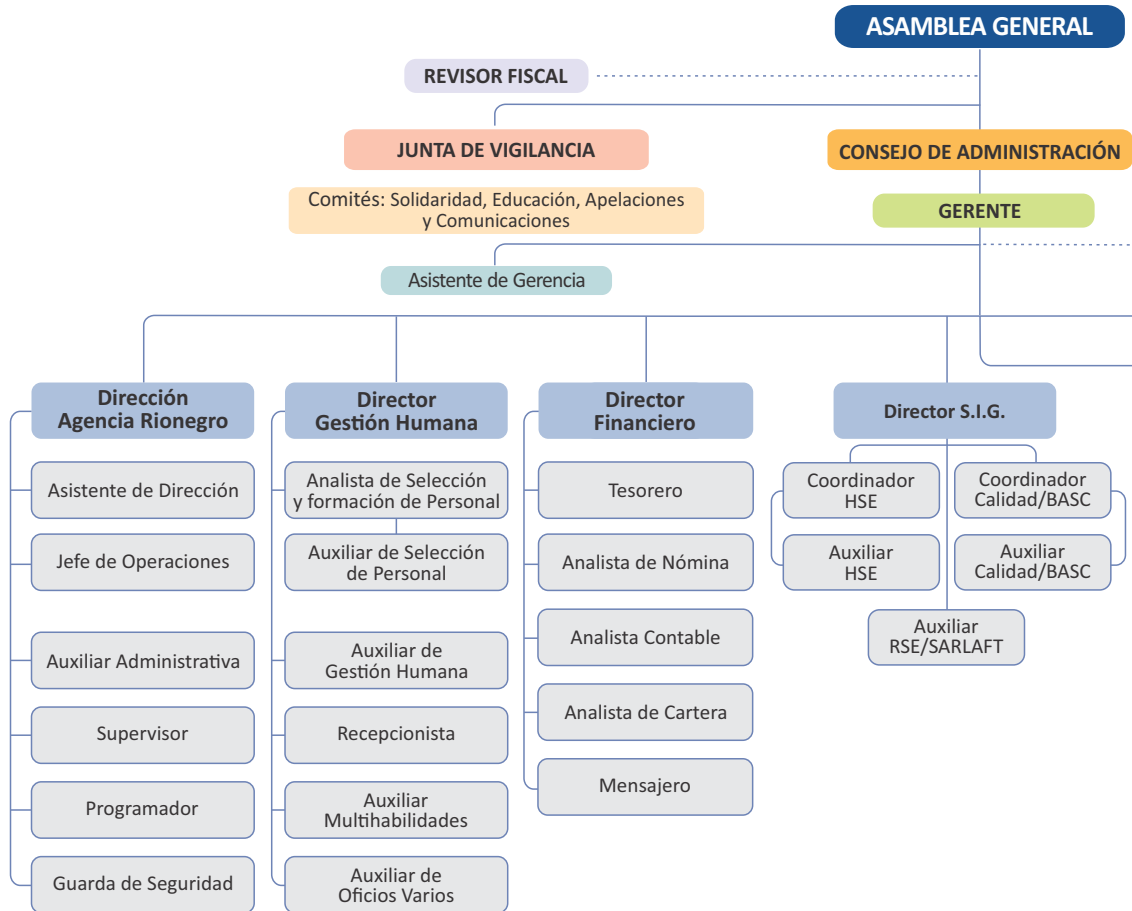 ASAMBLEA GENERAL
REVISOR FISCAL
JUNTA DE VIGILANCIA
CONSEJO DE ADMINISTRACIÓN
Comités: Solidaridad, Educación, Apelaciones
y Comunicaciones
GERENTE
Asistente de Gerencia
Dirección
Agencia Rionegro
Asistente de Dirección
Jefe de Operaciones
Auxiliar Administrativa
Supervisor
Programador
Guarda de Seguridad
Director
Gestión Humana
Analista de Selección
y formación de Personal
Auxiliar de Selección
de Personal
Auxiliar de
Gestión Humana
Recepcionista
Auxiliar
Multihabilidades
Auxiliar de
Oficios Varios
Director
Financiero
Tesorero
Analista de Nómina
Analista Contable
Analista de Cartera
Mensajero
Director S.I.G.
Coordinador
HSE
Auxiliar
HSE
Coordinador
Calidad/BASC
Auxiliar
Calidad/BASC
Auxiliar
RSE/SARLAFT